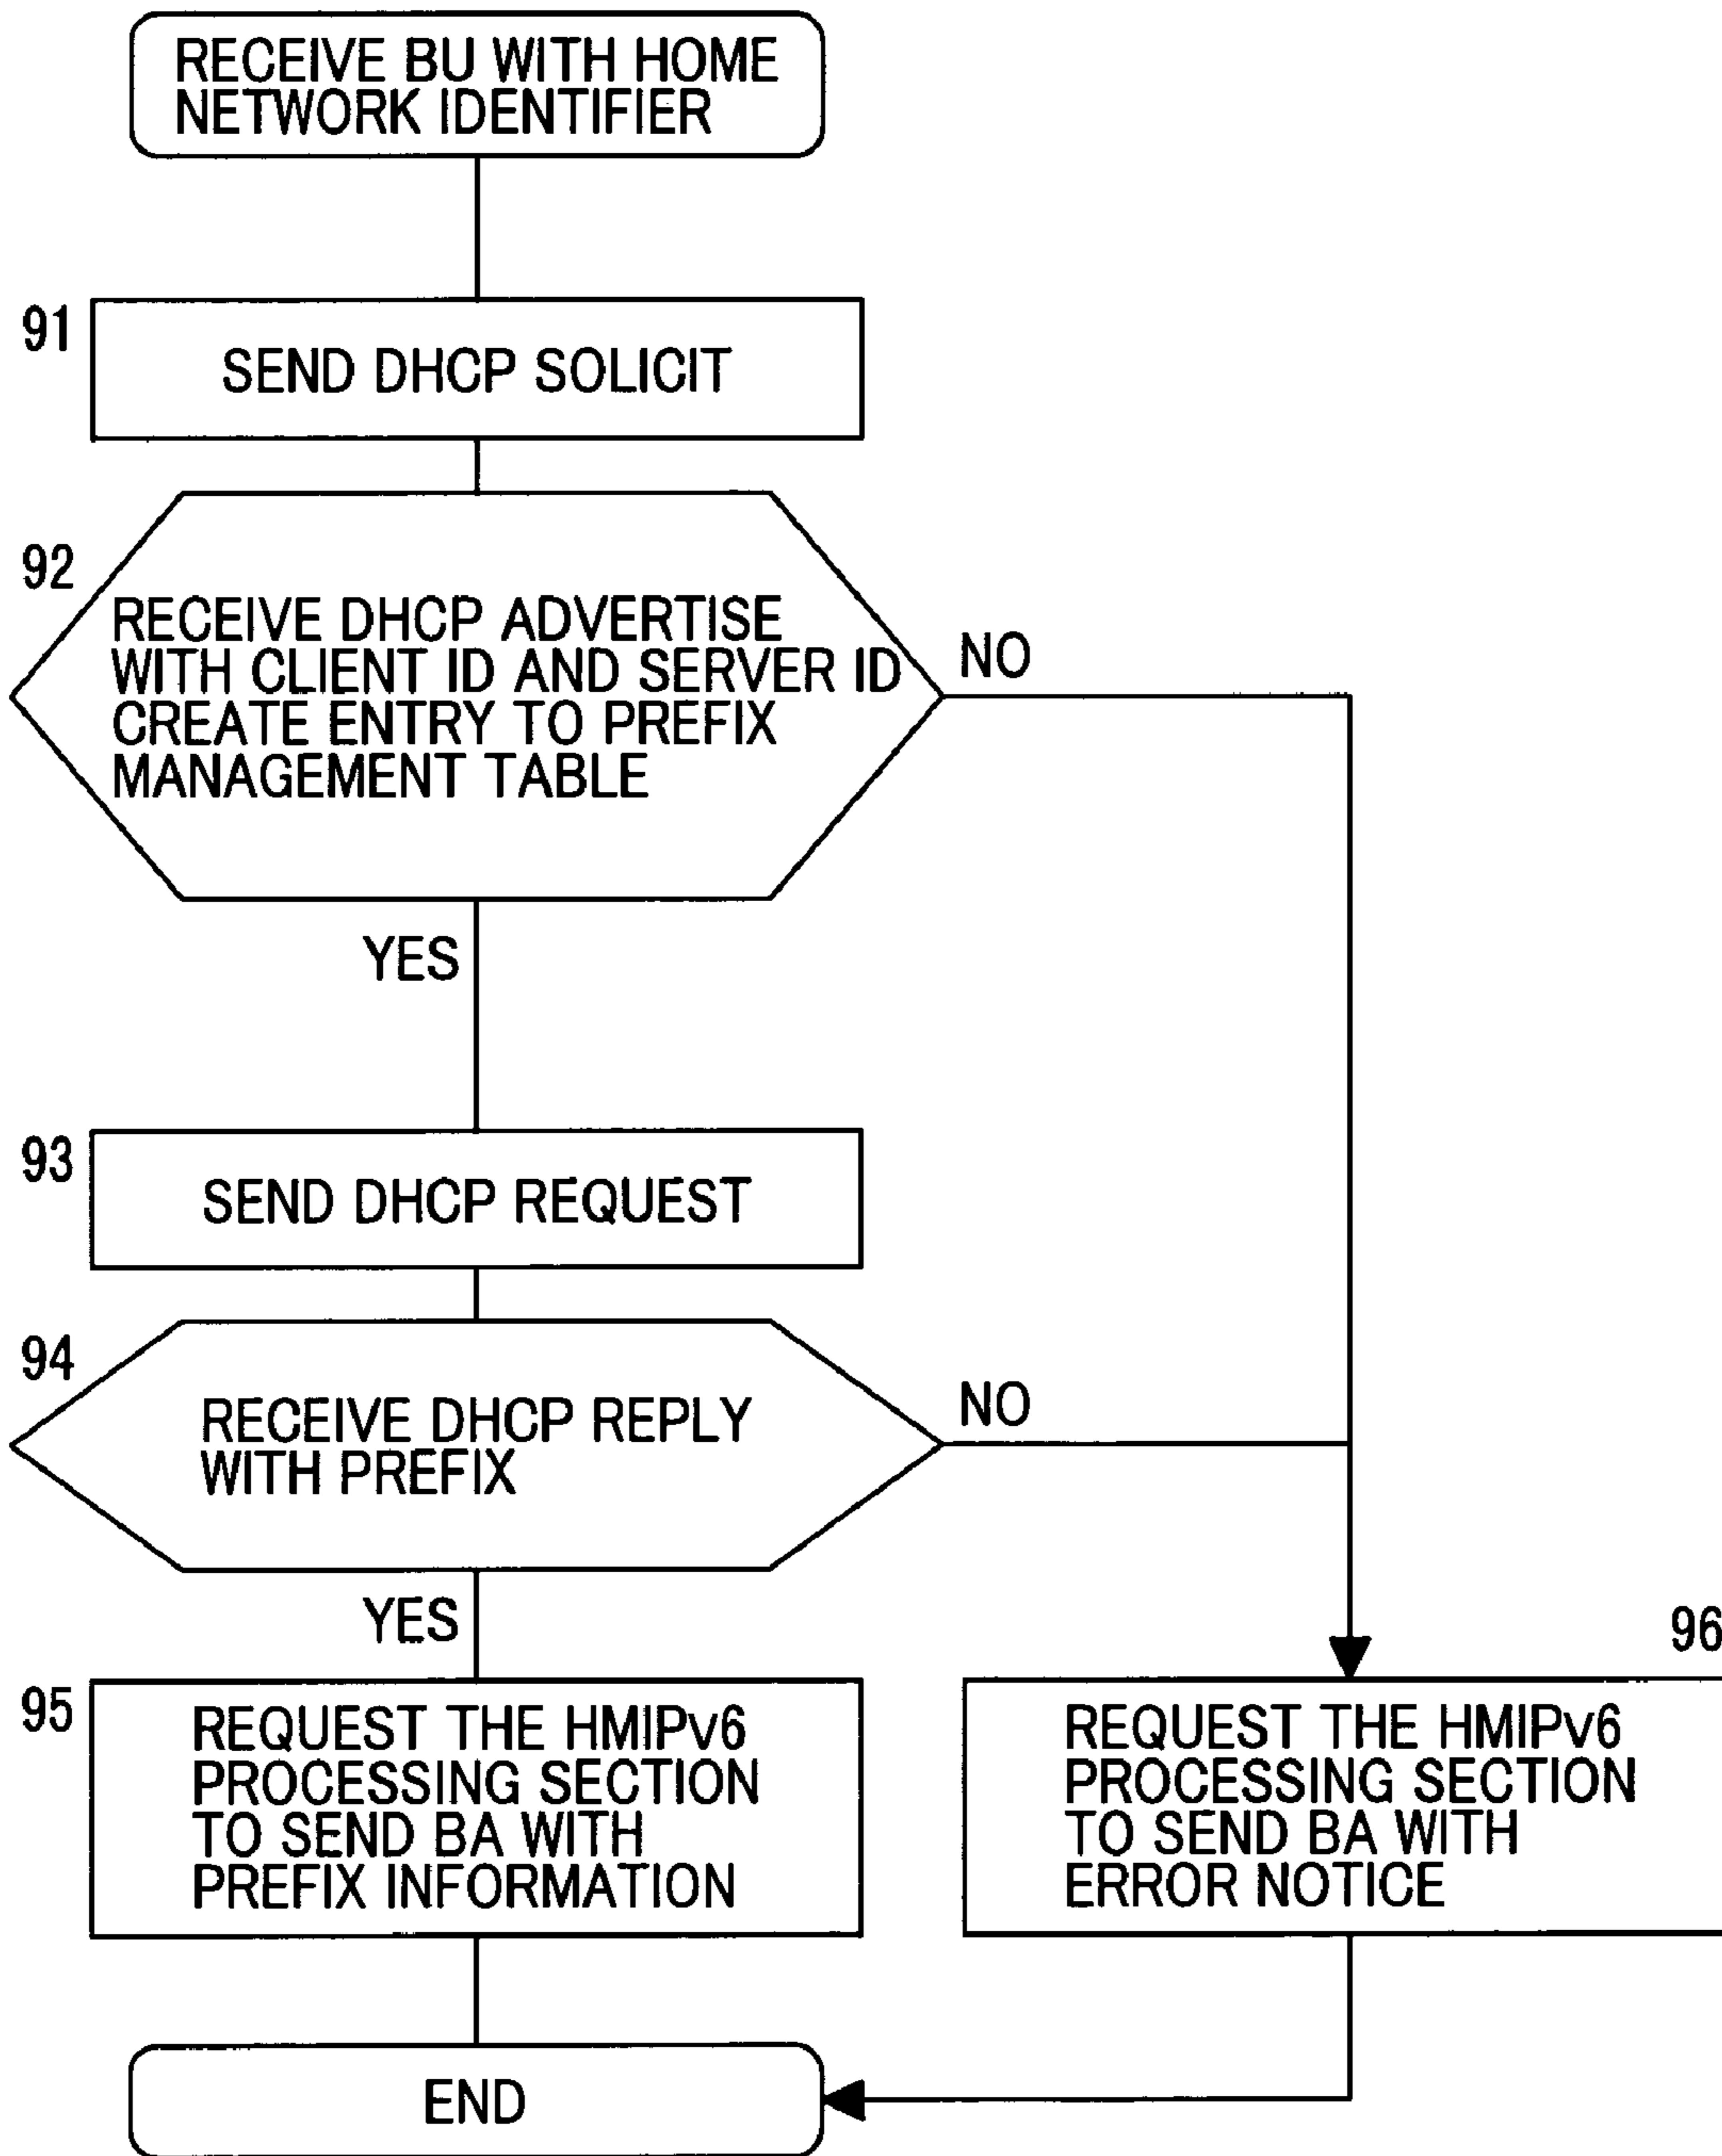 RECEIVE BU WITH HOME
NETWORK IDENTIFIER
91
SEND DHCP SOLICIT
92
RECEIVE DHCP ADVERTISE
WITH CLIENT ID AND SERVER ID
CREATE ENTRY TO PREFIX
MANAGEMENT TABLE
NO
YES
93
SEND DHCP REQUEST
94
RECEIVE DHCP REPLY
WITH PREFIX
NO
YES
95
REQUEST THE HMIPv6
PROCESSING SECTION
TO SEND BA WITH
PREFIX INFORMATION
96
REQUEST THE HMIPv6
PROCESSING SECTION
TO SEND BA WITH
ERROR NOTICE
END